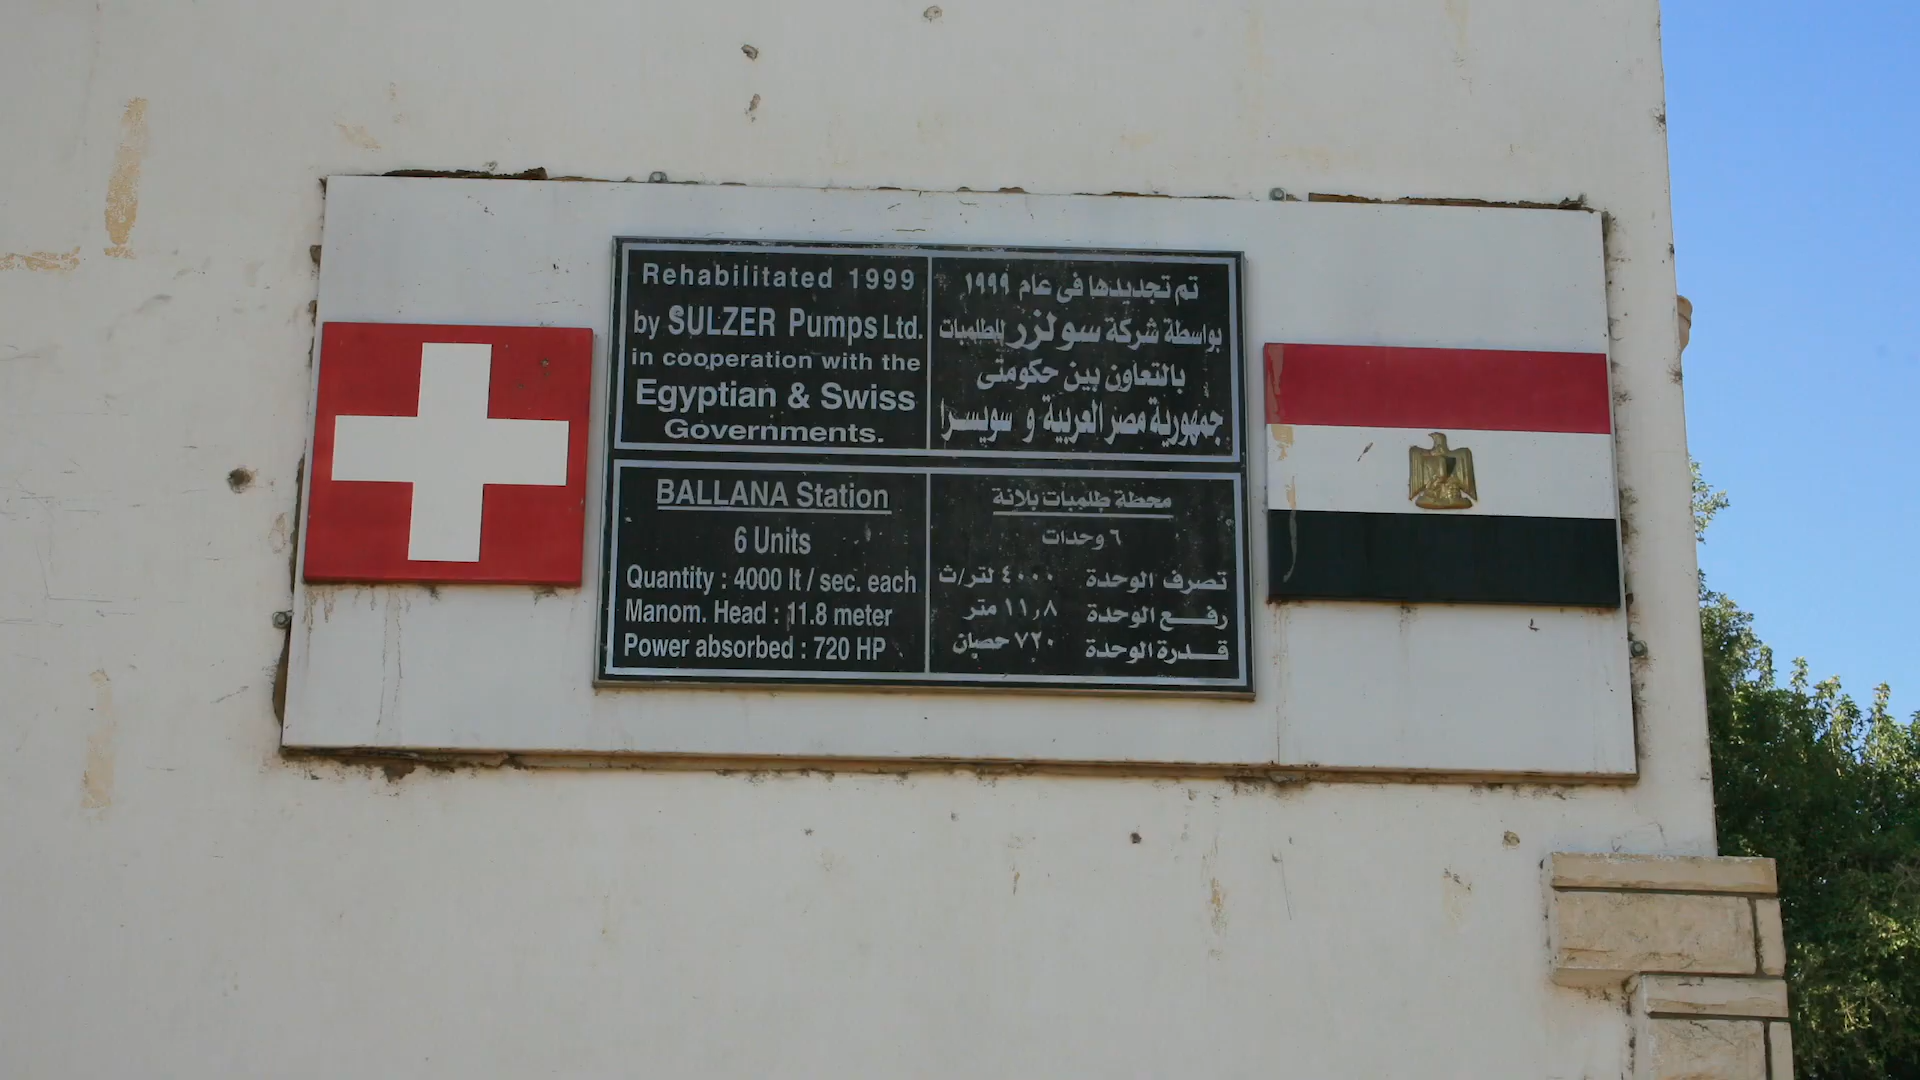 Rehabilitated 1999
by SULZER Pumps Ltd.
in cooperation with the
Egyptian & Swiss
Governments.
تم تجديدها فى عام ١٩٩٩
بواسطة شركة سولزر للطلمبات
بالتعاون بين حكومتى
جمهورية مصر العربية و سويسرا
BALLANA Station
6 Units
Quantity : 4000 lt / sec. each
Manom. Head : 11.8 meter
Power absorbed : 720 HP
محطة طلمبات بلانة
٦ وحدات
تصرف الوحدة ٤٠٠٠ لتر/ث
رفع الوحدة ١١٫٨ متر
قدرة الوحدة ٧٢٠ حصان